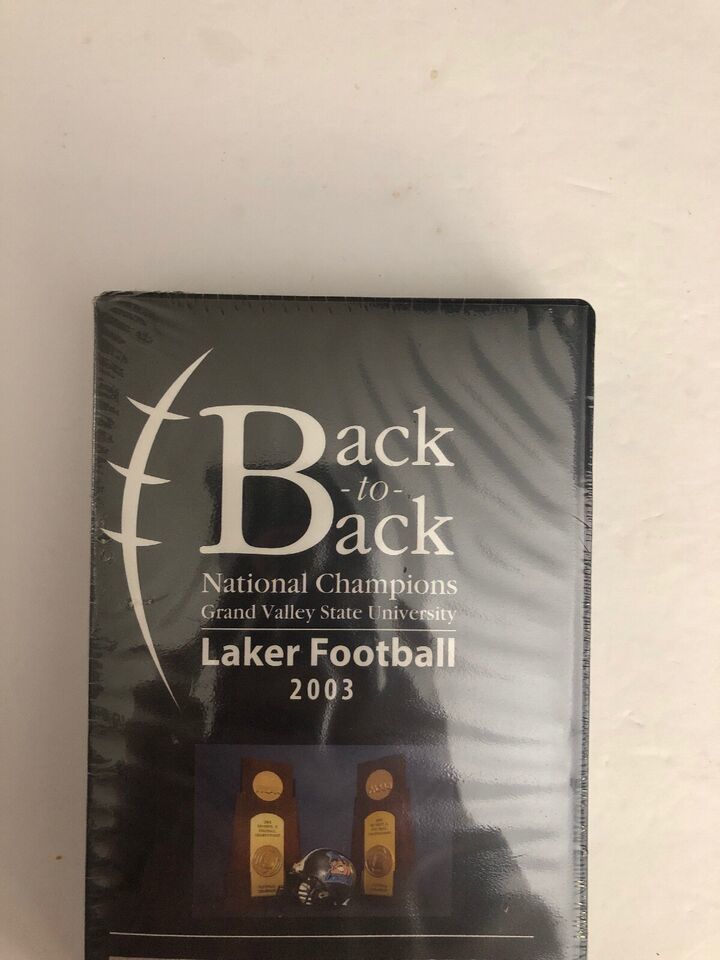 Back
-to-
Back
National Champions
Grand Valley State University
Laker Football
2003